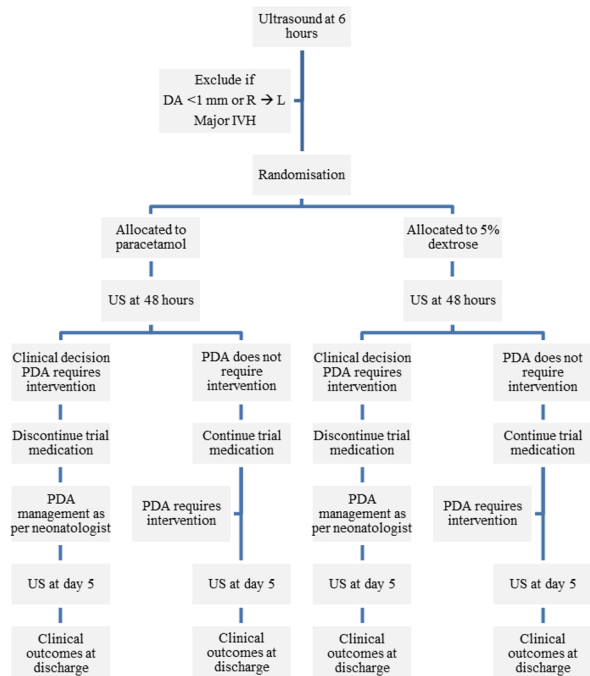 Ultrasound at 6
hours
Exclude if
DA <1 mm or R → L
Major IVH
Randomisation
Allocated to
paracetamol
Allocated to 5%
dextrose
US at 48 hours
US at 48 hours
Clinical decision
PDA requires
intervention
PDA does not
require
intervention
Clinical decision
PDA requires
intervention
PDA does not
require
intervention
Discontinue trial
medication
Continue trial
medication
Discontinue trial
medication
Continue trial
medication
PDA
management as
per neonatologist
PDA requires
intervention
PDA
management as
per neonatologist
PDA requires
intervention
US at day 5
US at day 5
US at day 5
US at day 5
Clinical
outcomes at
discharge
Clinical
outcomes at
discharge
Clinical
outcomes at
discharge
Clinical
outcomes at
discharge